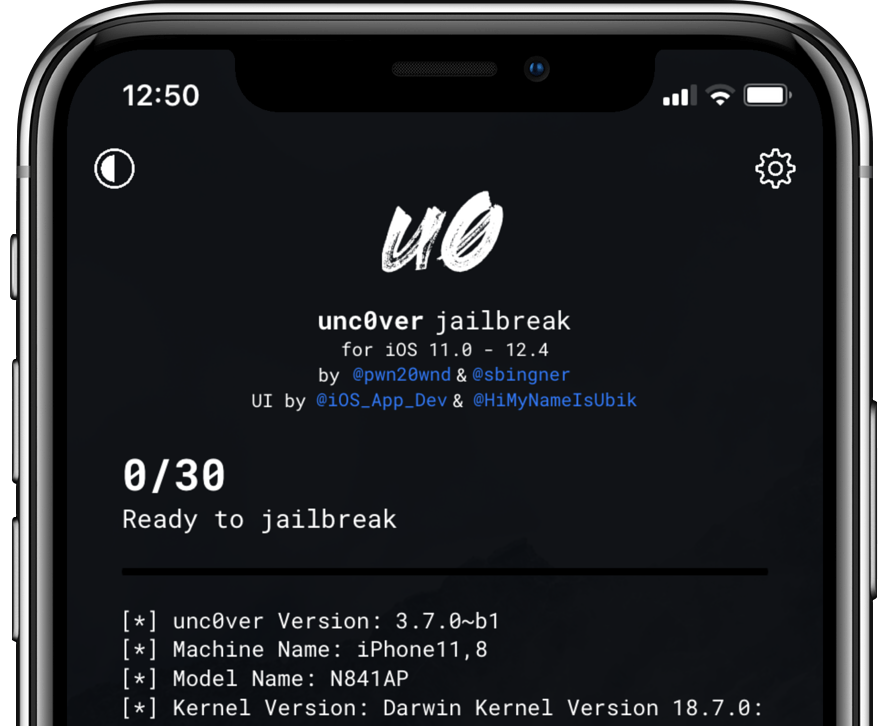 12:50
u0
unc0ver jailbreak
for iOS 11.0 - 12.4
by @pwn20wnd & @sbingner
UI by @iOS_App_Dev & @HiMyNameIsUbik
0/30
Ready to jailbreak
[*] unc0ver Version: 3.7.0~b1
[*] Machine Name: iPhone11,8
[*] Model Name: N841AP
[*] Kernel Version: Darwin Kernel Version 18.7.0: